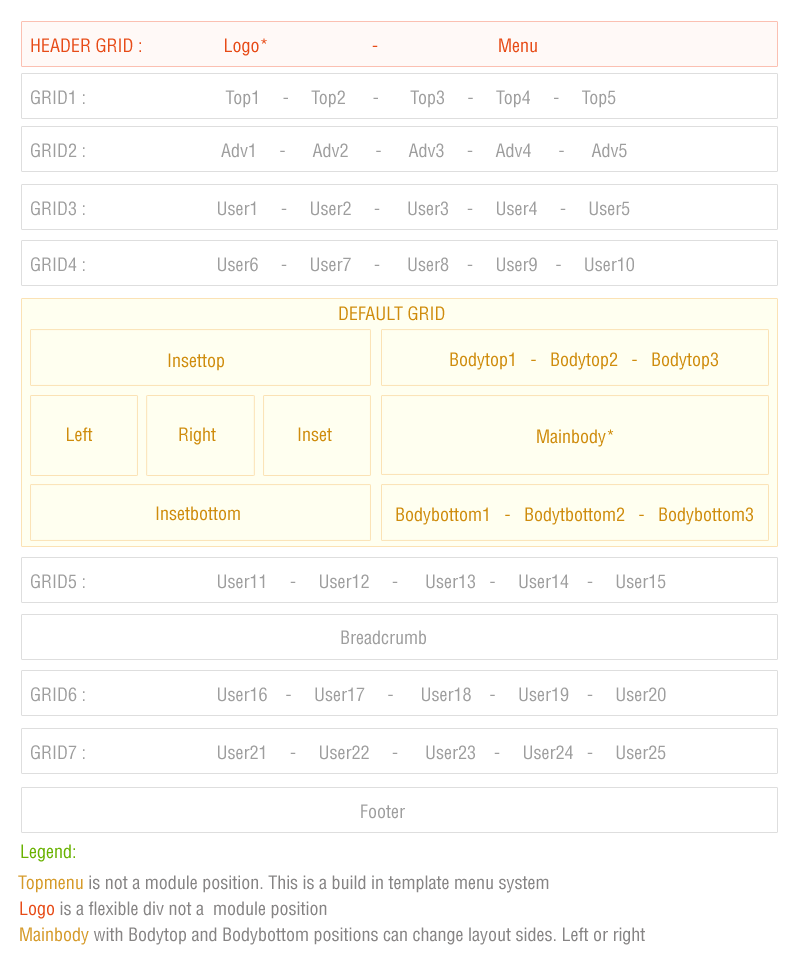 HEADER GRID : Logo* - Menu
GRID1 : Top1 - Top2 - Top3 - Top4 - Top5
GRID2 : Adv1 - Adv2 - Adv3 - Adv4 - Adv5
GRID3 : User1 - User2 - User3 - User4 - User5
GRID4 : User6 - User7 - User8 - User9 - User10
DEFAULT GRID
Insettop
Bodytop1 - Bodytop2 - Bodytop3
Left
Right
Inset
Mainbody*
Insetbottom
Bodybottom1 - Bodytbottom2 - Bodybottom3
GRID5 : User11 - User12 - User13 - User14 - User15
Breadcrumb
GRID6 : User16 - User17 - User18 - User19 - User20
GRID7 : User21 - User22 - User23 - User24 - User25
Footer
Legend:
Topmenu is not a module position. This is a build in template menu system
Logo is a flexible div not a module position
Mainbody with Bodytop and Bodybottom positions can change layout sides. Left or right